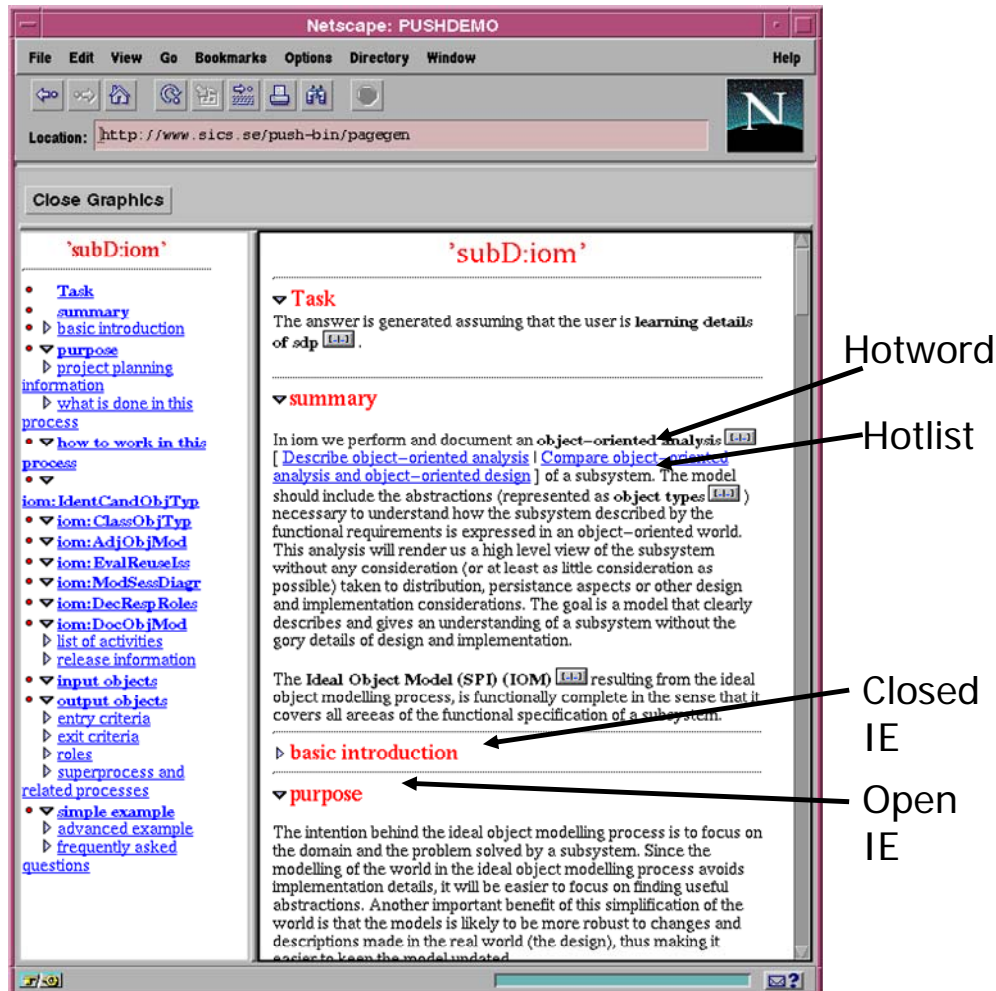 Netscape: PUSHDEMO
File Edit View Go Bookmarks Options Directory Window Help
N
Location: http://www.sics.se/push-bin/pagegen
Close Graphics
'subD:iom'
Task
summary
basic introduction
purpose
project planning
information
what is done in this
process
how to work in this
process
iom:IdentCandObjTyp
iom:ClassObjTyp
iom:AdjObjMod
iom:EvalReuseIss
iom:ModSessDiagr
iom:DecRespRoles
iom:DocObjMod
list of activities
release information
input objects
output objects
entry criteria
exit criteria
roles
superprocess and
related processes
simple example
advanced example
frequently asked
questions
'subD:iom'
Task
The answer is generated assuming that the user is learning details
of sdp [-I-] .
summary
In iom we perform and document an object-oriented analysis [-I-]
[ Describe object-oriented analysis | Compare object-oriented
analysis and object-oriented design ] of a subsystem. The model
should include the abstractions (represented as object types [-I-] )
necessary to understand how the subsystem described by the
functional requirements is expressed in an object-oriented world.
This analysis will render us a high level view of the subsystem
without any consideration (or at least as little consideration as
possible) taken to distribution, persistance aspects or other design
and implementation considerations. The goal is a model that clearly
describes and gives an understanding of a subsystem without the
gory details of design and implementation.
The Ideal Object Model (SPI) (IOM) [-I-] resulting from the ideal
object modelling process, is functionally complete in the sense that it
covers all areeas of the functional specification of a subsystem.
basic introduction
purpose
The intention behind the ideal object modelling process is to focus on
the domain and the problem solved by a subsystem. Since the
modelling of the world in the ideal object modelling process avoids
implementation details, it will be easier to focus on finding useful
abstractions. Another important benefit of this simplification of the
world is that the models is likely to be more robust to changes and
descriptions made in the real world (the design), thus making it
easier to keep the model updated.
Hotword
Hotlist
Closed
IE
Open
IE
?